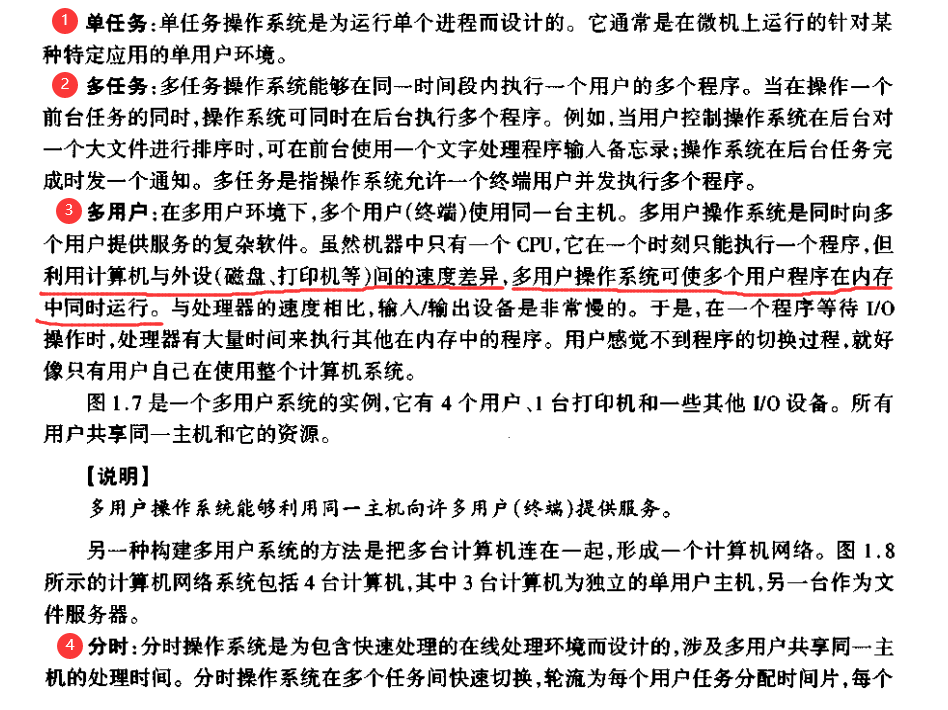 1 单任务:单任务操作系统是为运行单个进程而设计的。它通常是在微机上运行的针对某
种特定应用的单用户环境。
2 多任务:多任务操作系统能够在同一时间段内执行一个用户的多个程序。当在操作一个
前台任务的同时,操作系统可同时在后台执行多个程序。例如,当用户控制操作系统在后台对
一个大文件进行排序时,可在前台使用一个文字处理程序输入备忘录;操作系统在后台任务完
成时发一个通知。多任务是指操作系统允许一个终端用户并发执行多个程序。
3 多用户:在多用户环境下,多个用户(终端)使用同一台主机。多用户操作系统是同时向多
个用户提供服务的复杂软件。虽然机器中只有一个 CPU,它在一个时刻只能执行一个程序,但
利用计算机与外设(磁盘、打印机等)间的速度差异,多用户操作系统可使多个用户程序在内存
中同时运行。与处理器的速度相比,输入/输出设备是非常慢的。于是,在一个程序等待 I/O
操作时,处理器有大量时间来执行其他在内存中的程序。用户感觉不到程序的切换过程,就好
像只有用户自己在使用整个计算机系统。
图 1.7 是一个多用户系统的实例,它有 4 个用户、1 台打印机和一些其他 I/O 设备。所有
用户共享同一主机和它的资源。
【说明】
多用户操作系统能够利用同一主机向许多用户(终端)提供服务。
另一种构建多用户系统的方法是把多台计算机连在一起,形成一个计算机网络。图 1.8
所示的计算机网络系统包括 4 台计算机,其中 3 台计算机为独立的单用户主机,另一台作为文
件服务器。
4 分时:分时操作系统是为包含快速处理的在线处理环境而设计的,涉及多用户共享同一主
机的处理时间。分时操作系统在多个任务间快速切换,轮流为每个用户任务分配时间片,每个